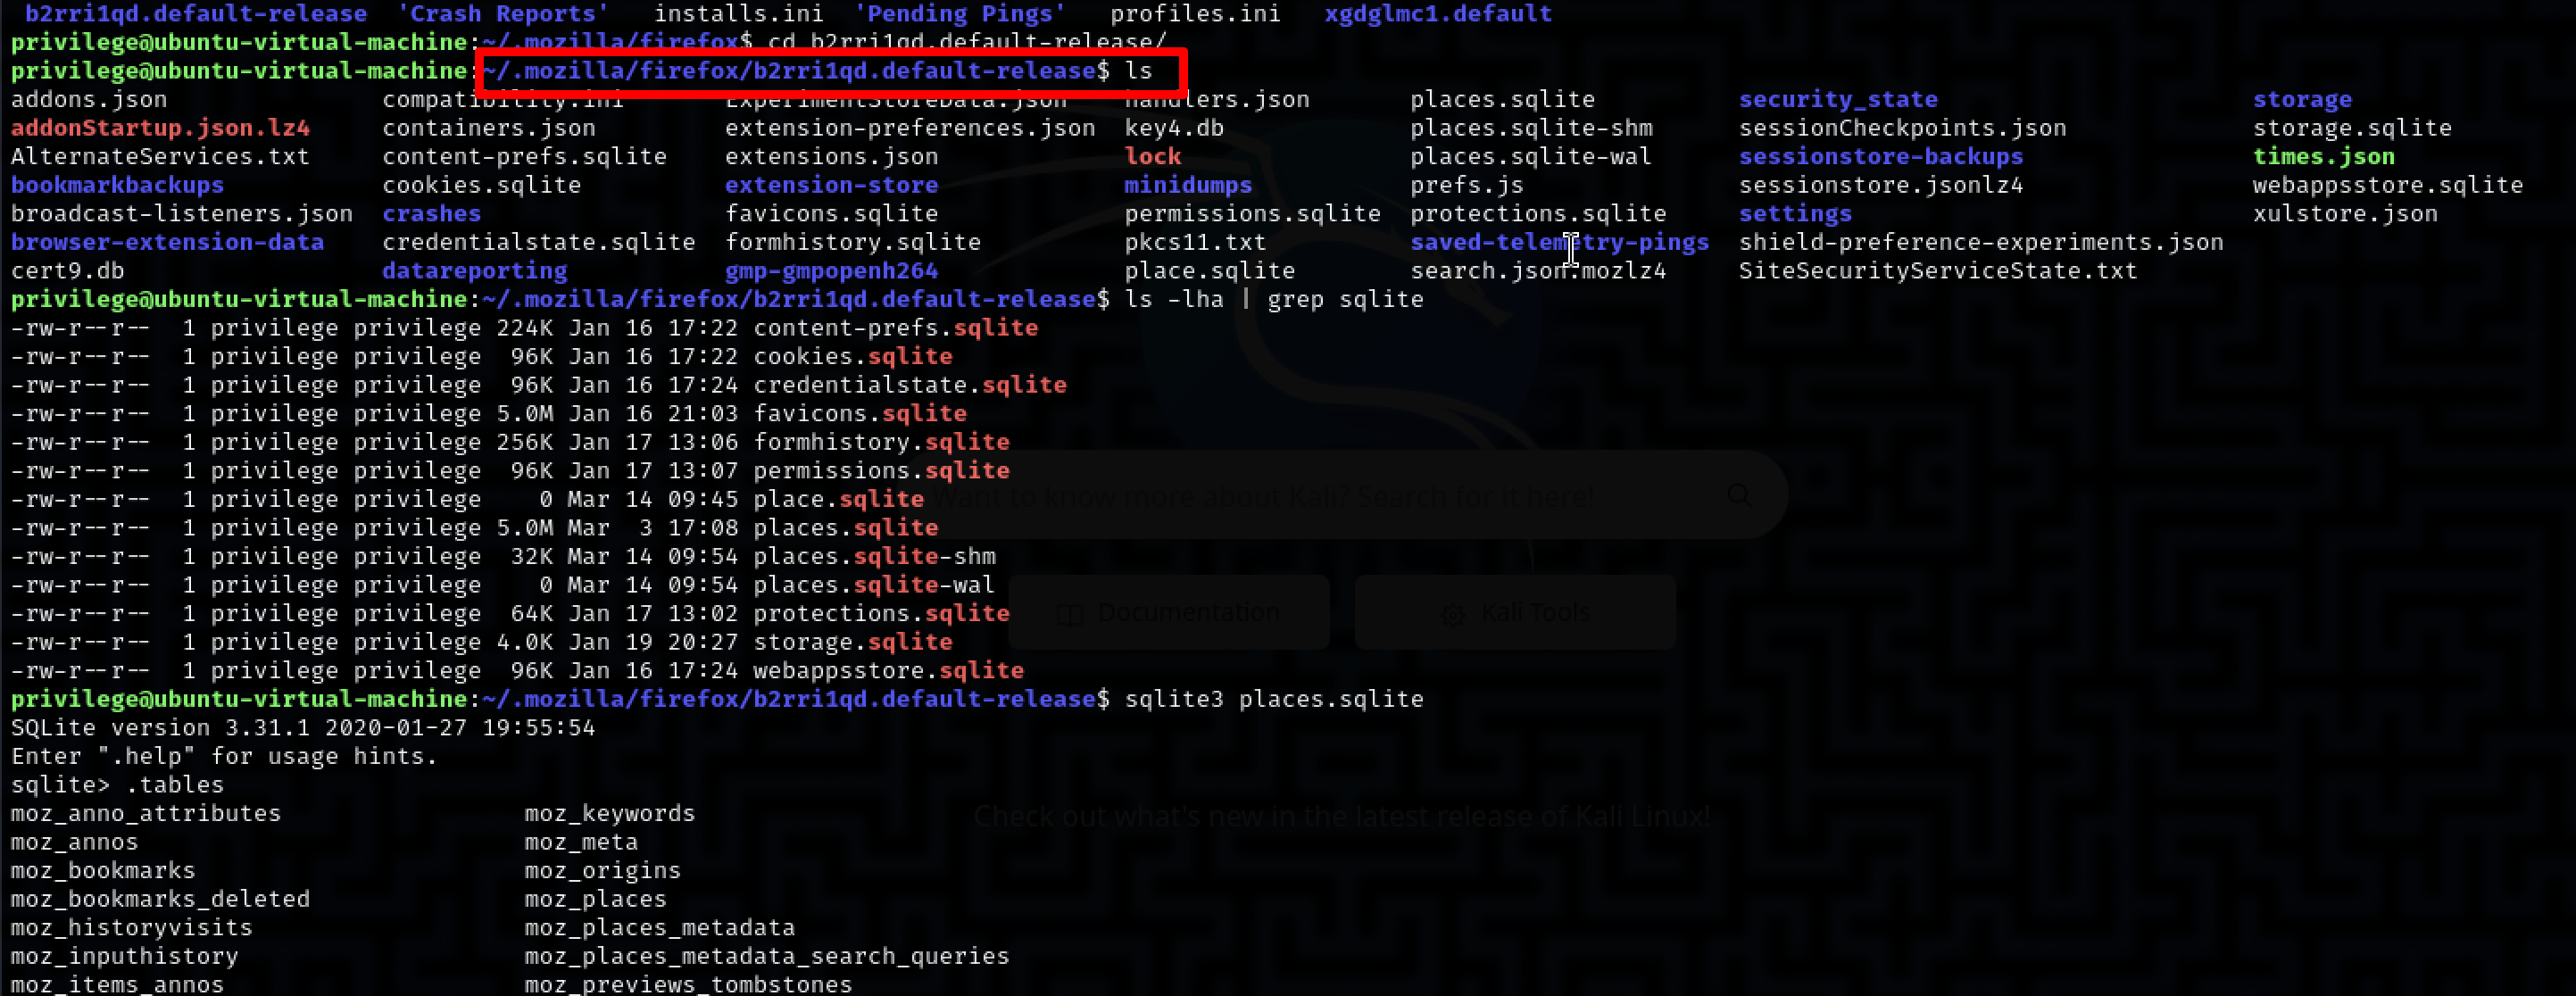 b2rri1qd.default-release  'Crash Reports'   installs.ini  'Pending Pings'   profiles.ini   xgdglmc1.default
privilege@ubuntu-virtual-machine:~/.mozilla/firefox$ cd b2rri1qd.default-release/
privilege@ubuntu-virtual-machine:~/.mozilla/firefox/b2rri1qd.default-release$ ls
addons.json compatibility.ini ExperimentStoreData.json handlers.json places.sqlite security_state storage
addonStartup.json.lz4 containers.json extension-preferences.json key4.db places.sqlite-shm sessionCheckpoints.json storage.sqlite
AlternateServices.txt content-prefs.sqlite extensions.json lock places.sqlite-wal sessionstore-backups times.json
bookmarkbackups cookies.sqlite extension-store minidumps prefs.js sessionstore.jsonlz4 webappsstore.sqlite
broadcast-listeners.json crashes favicons.sqlite permissions.sqlite protections.sqlite settings xulstore.json
browser-extension-data credentialstate.sqlite formhistory.sqlite pkcs11.txt saved-telemetry-pings shield-preference-experiments.json
cert9.db datareporting gmp-gmpopenh264 place.sqlite search.json.mozlz4 SiteSecurityServiceState.txt
privilege@ubuntu-virtual-machine:~/.mozilla/firefox/b2rri1qd.default-release$ ls -lha | grep sqlite
-rw-r--r--  1 privilege privilege 224K Jan 16 17:22 content-prefs.sqlite
-rw-r--r--  1 privilege privilege  96K Jan 16 17:22 cookies.sqlite
-rw-r--r--  1 privilege privilege  96K Jan 16 17:24 credentialstate.sqlite
-rw-r--r--  1 privilege privilege 5.0M Jan 16 21:03 favicons.sqlite
-rw-r--r--  1 privilege privilege 256K Jan 17 13:06 formhistory.sqlite
-rw-r--r--  1 privilege privilege  96K Jan 17 13:07 permissions.sqlite
-rw-r--r--  1 privilege privilege    0 Mar 14 09:45 place.sqlite
Want to know more about Kali? Search for it here!
-rw-r--r--  1 privilege privilege 5.0M Mar  3 17:08 places.sqlite
-rw-r--r--  1 privilege privilege  32K Mar 14 09:54 places.sqlite-shm
-rw-r--r--  1 privilege privilege    0 Mar 14 09:54 places.sqlite-wal
-rw-r--r--  1 privilege privilege  64K Jan 17 13:02 protections.sqlite
Documentation
Kali Tools
-rw-r--r--  1 privilege privilege 4.0K Jan 19 20:27 storage.sqlite
-rw-r--r--  1 privilege privilege  96K Jan 16 17:24 webappsstore.sqlite
privilege@ubuntu-virtual-machine:~/.mozilla/firefox/b2rri1qd.default-release$ sqlite3 places.sqlite
SQLite version 3.31.1 2020-01-27 19:55:54
Enter ".help" for usage hints.
sqlite> .tables
moz_anno_attributes moz_keywords
Check out what's new in the latest release of Kali Linux!
moz_annos moz_meta
moz_bookmarks moz_origins
moz_bookmarks_deleted moz_places
moz_historyvisits moz_places_metadata
moz_inputhistory moz_places_metadata_search_queries
moz_items_annos moz_previews_tombstones